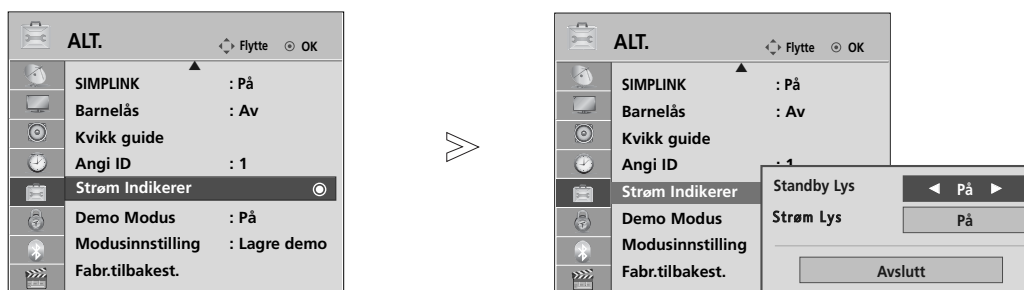 ALT.
Flytte
OK
SIMPLINK : På
Barnelås : Av
Kvikk guide
Angi ID : 1
Strøm Indikerer
Demo Modus : På
Modusinnstilling : Lagre demo
Fabr.tilbakest.
ALT.
Flytte
OK
SIMPLINK : På
Barnelås : Av
Kvikk guide
Angi ID : 1
Strøm Indikerer
Demo Modus
Modusinnstilling
Fabr.tilbakest.
Standby Lys På
Strøm Lys På
Avslutt